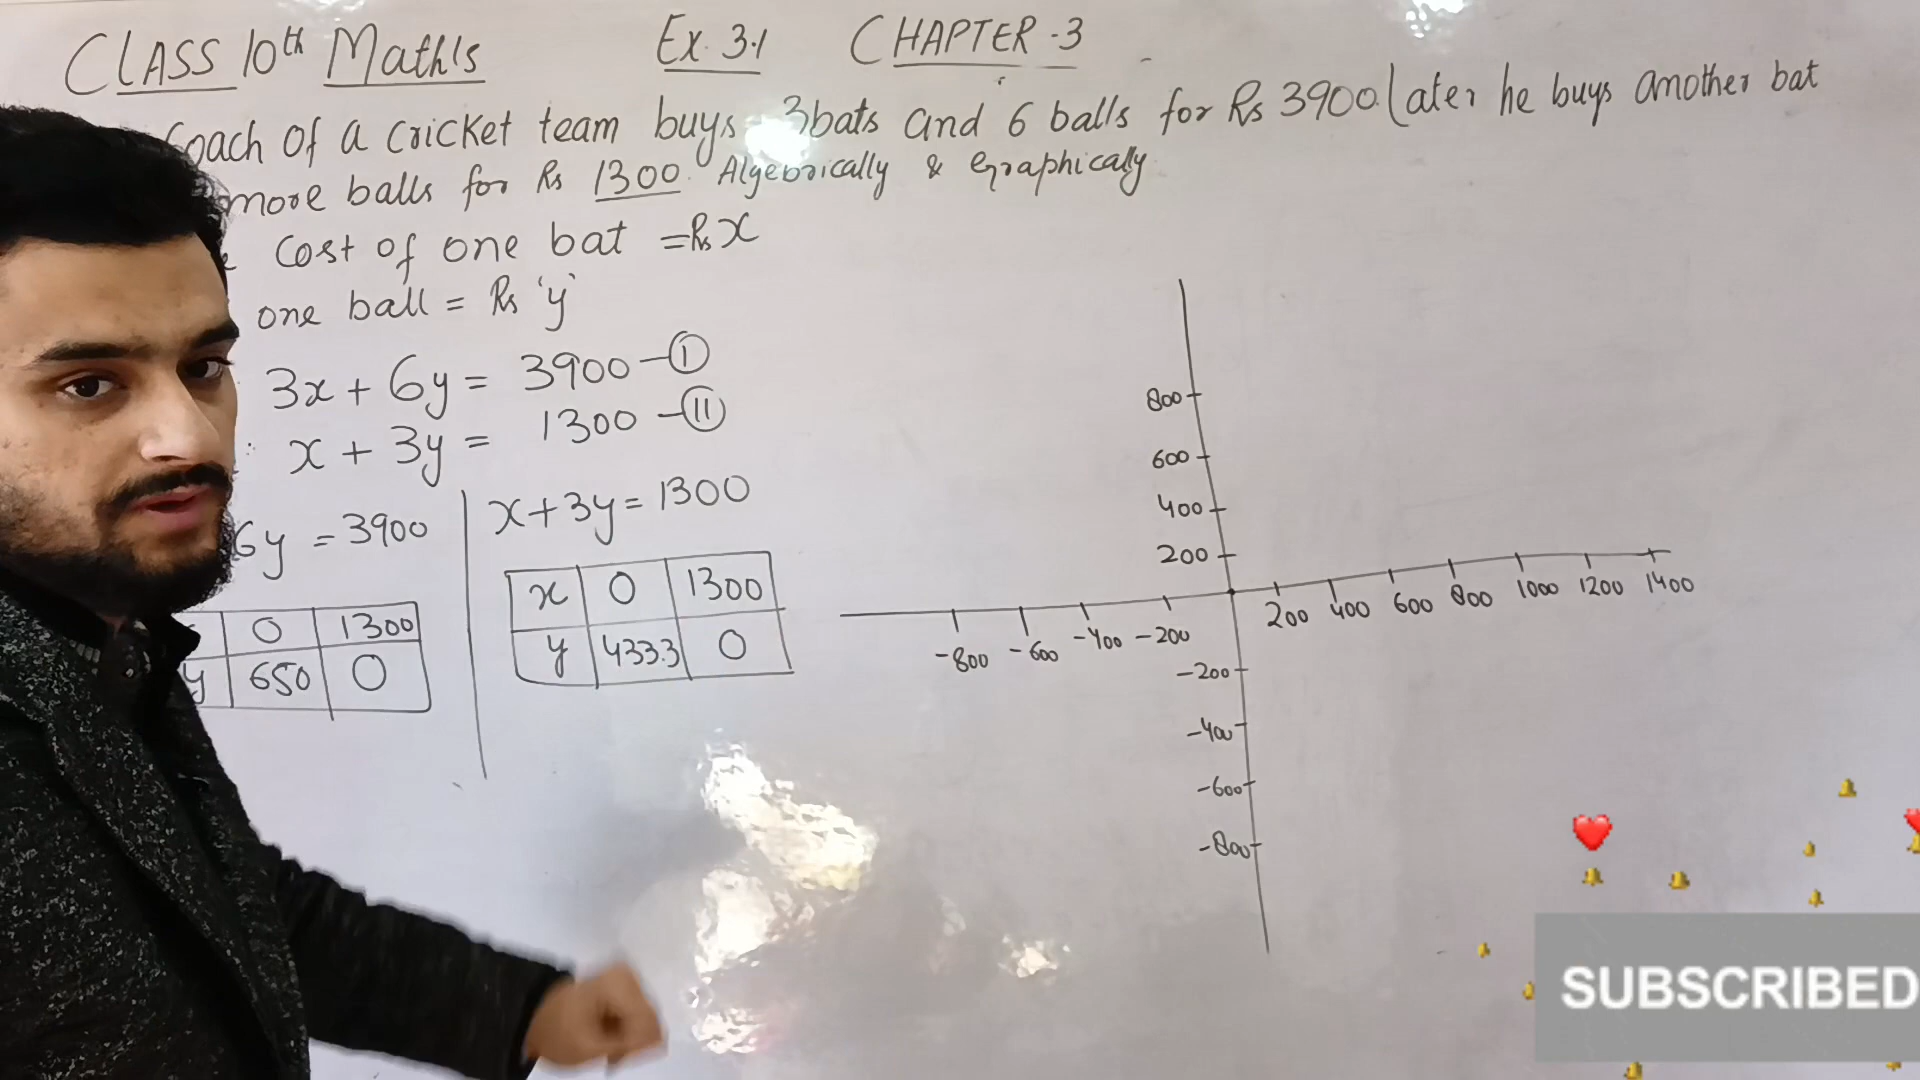 CLASS 10th Math's Ex. 3.1 CHAPTER - 3
Coach of a cricket team buys 3 bats and 6 balls for Rs 3900. Later he buys another bat
more balls for Rs 1300. Algebrically & Graphically
Cost of one bat = Rs x
one ball = Rs 'y'
3x + 6y = 3900 - I
x + 3y = 1300 - II
6y = 3900
0 1300
y 650 0
x + 3y = 1300
x 0 1300
y 433.3 0
800
600
400
200
-800 -600 -400 -200 200 400 600 800 1000 1200 1400
-200
-400
-600
-800
SUBSCRIBED